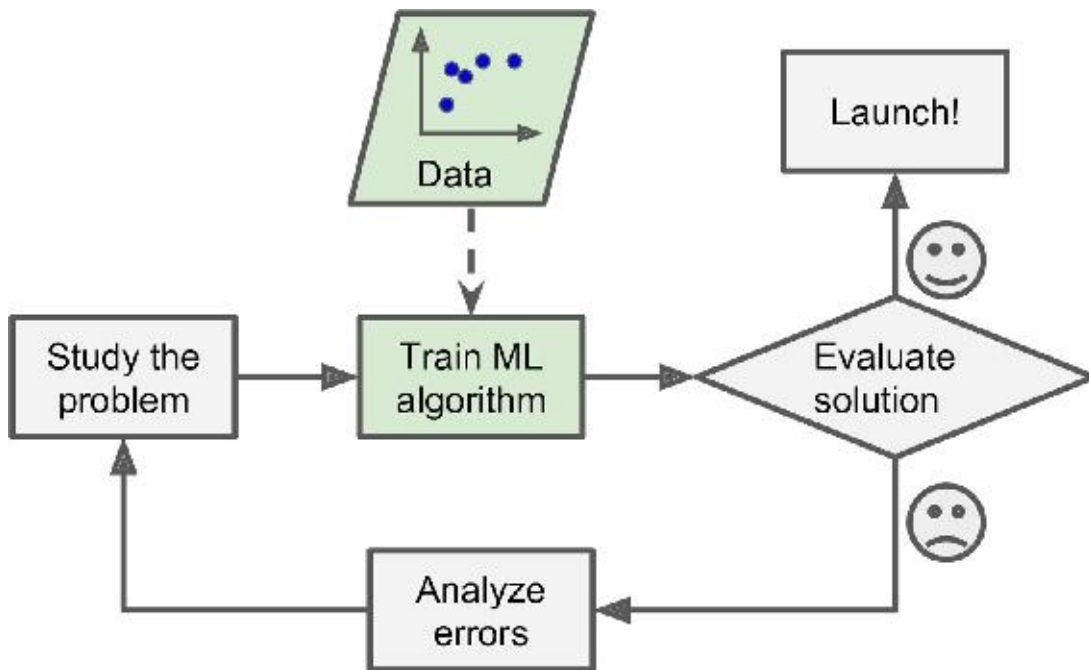 Data
Launch!
Study the
problem
Train ML
algorithm
Evaluate
solution
Analyze
errors